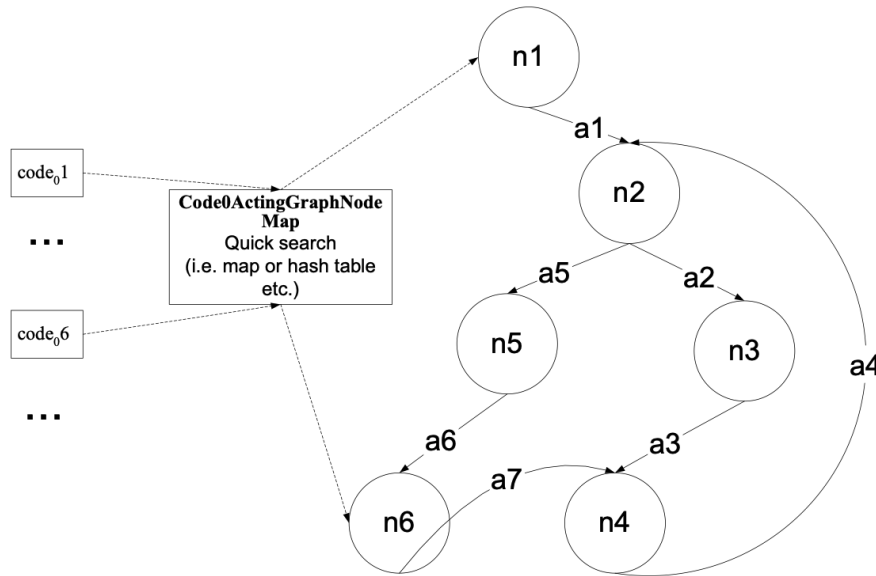 n1
a1
code₀1
Code0ActingGraphNode
Map
Quick search
(i.e. map or hash table
etc.)
n2
...
a5
a2
code₀6
n5
n3
a4
...
a6
a3
a7
n6
n4